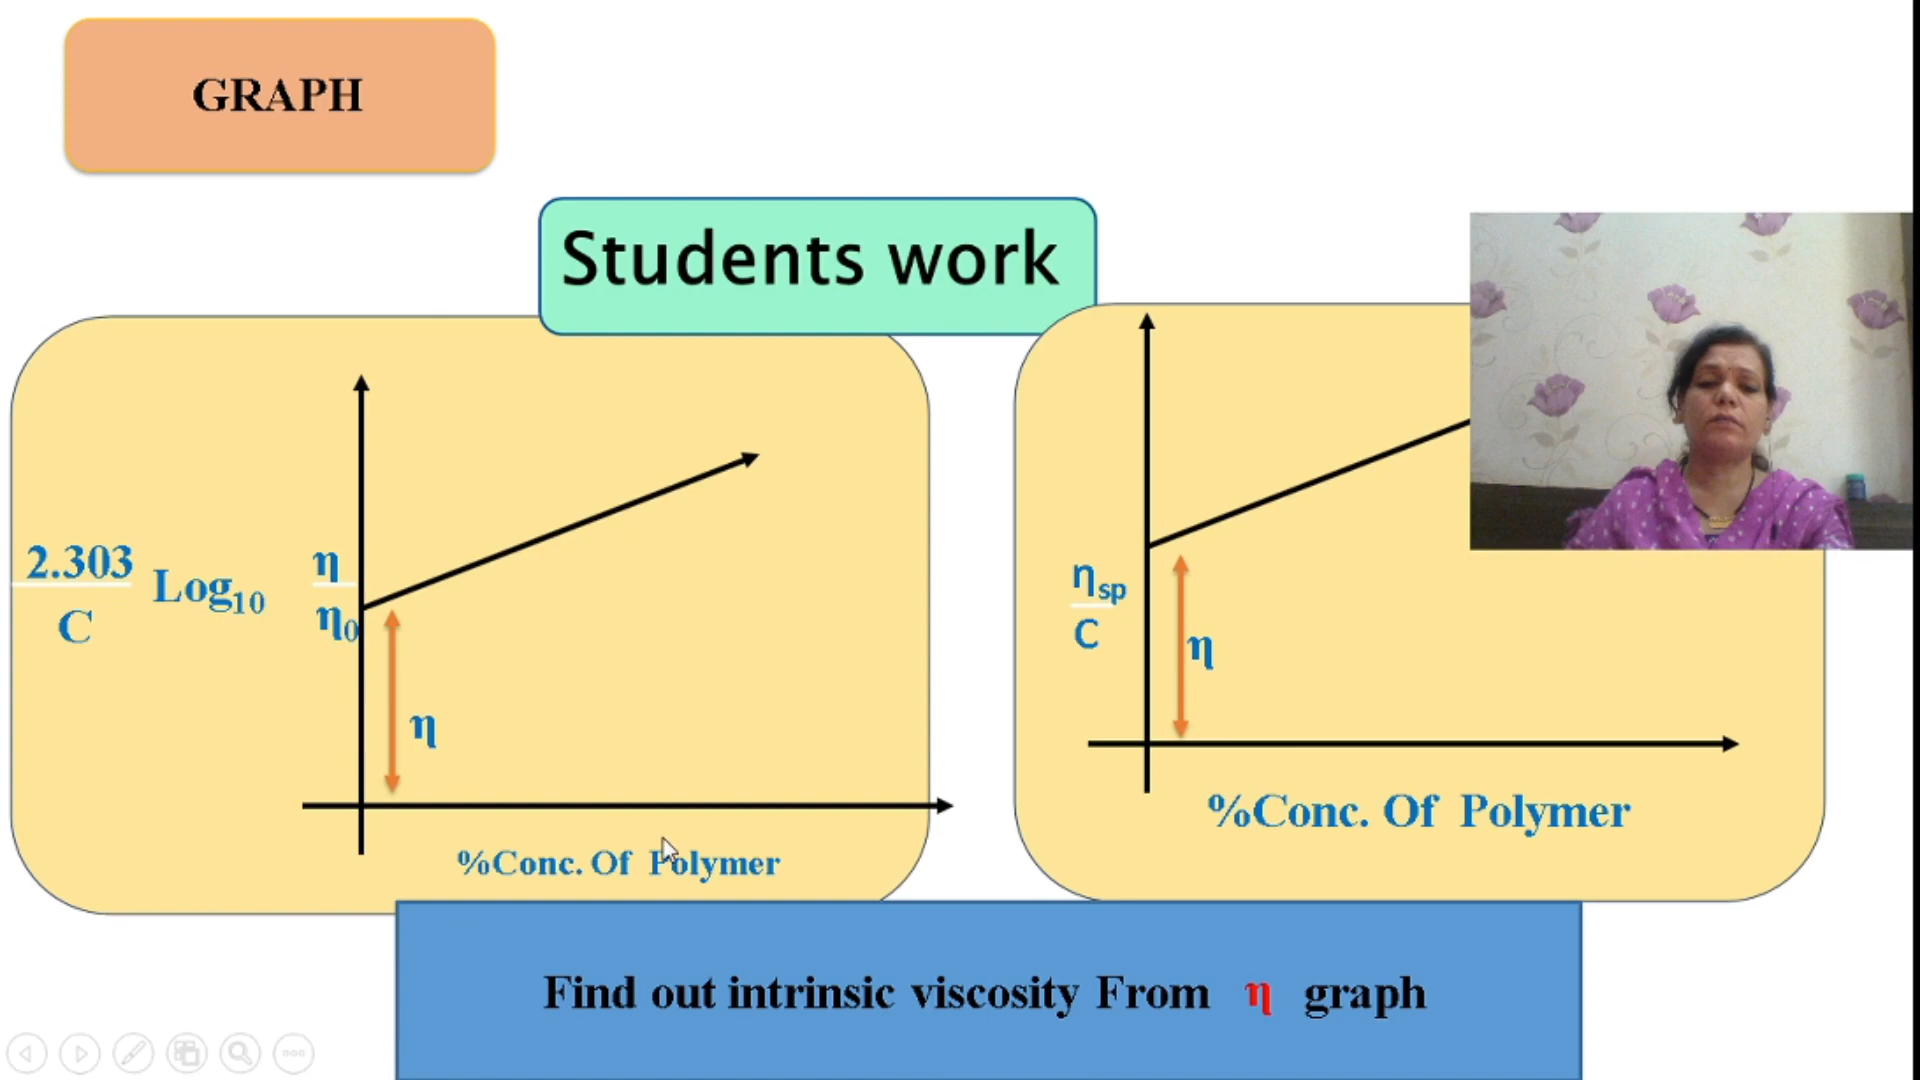 GRAPH
Students work
2.303
C
Log10
η
η0
η
%Conc. Of Polymer
ηsp
C
η
%Conc. Of Polymer
Find out intrinsic viscosity From η graph